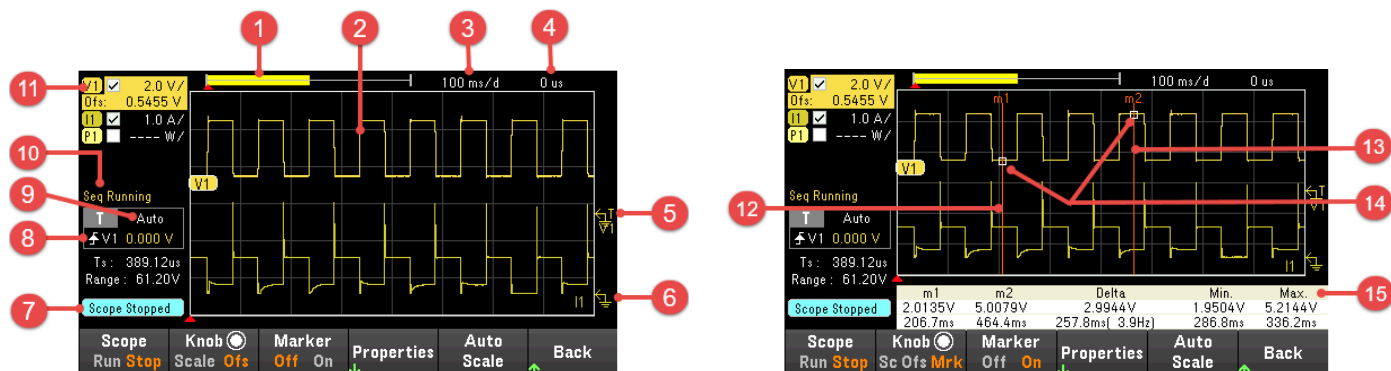 1 2 3 4
V1 2.0 V/ 100 ms/d 0 us
11
Ofs: 0.5455 V
I1 1.0 A/
P1 ---- W/
10
V1
Seq Running
9
T Auto
T
5
1
8
V1 0.000 V
Ts: 389.12us
Range: 61.20V
7
Scope Stopped
I1
6
Scope Knob Marker Auto
Run Stop Scale Ofs Off On Properties Scale Back
V1 2.0 V/ 100 ms/d 0 us
Ofs: 0.5455 V
m1 m2
I1 1.0 A/
P1 ---- W/
13
V1
Seq Running
T
12
14
T Auto
1
V1 0.000 V
Ts: 389.12us
I1
Range: 61.20V
15
m1 m2 Delta Min. Max.
Scope Stopped
2.0135V 5.0079V 2.9944V 1.9504V 5.2144V
206.7ms 464.4ms 257.8ms( 3.9Hz) 286.8ms 336.2ms
Scope Knob Marker Auto
Run Stop Sc Ofs Mrk Off On Properties Scale Back